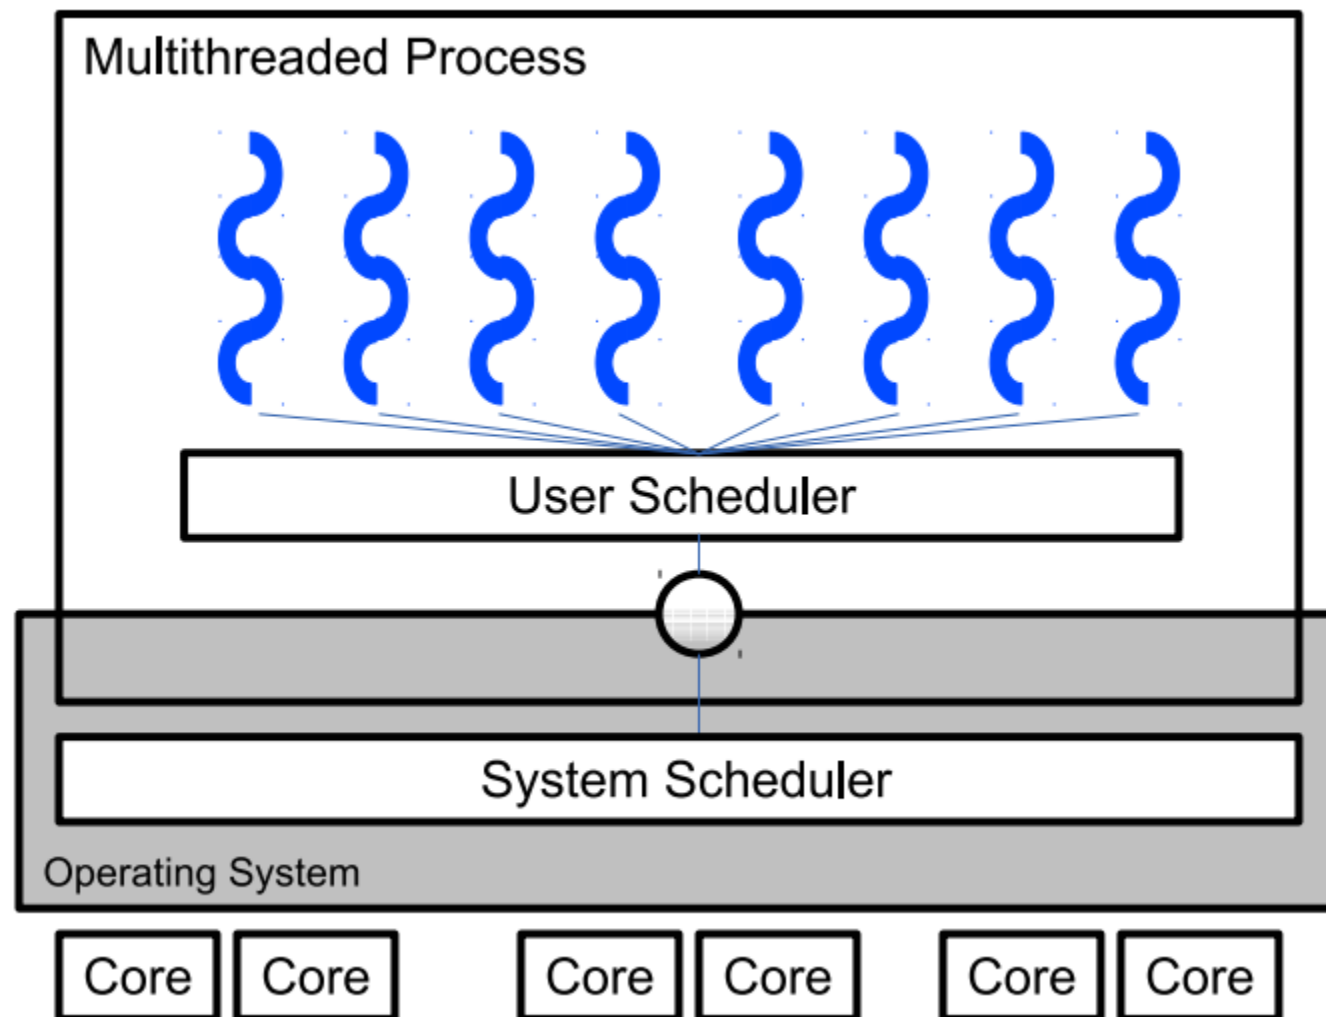 Multithreaded Process
User Scheduler
System Scheduler
Operating System
Core Core Core Core Core Core